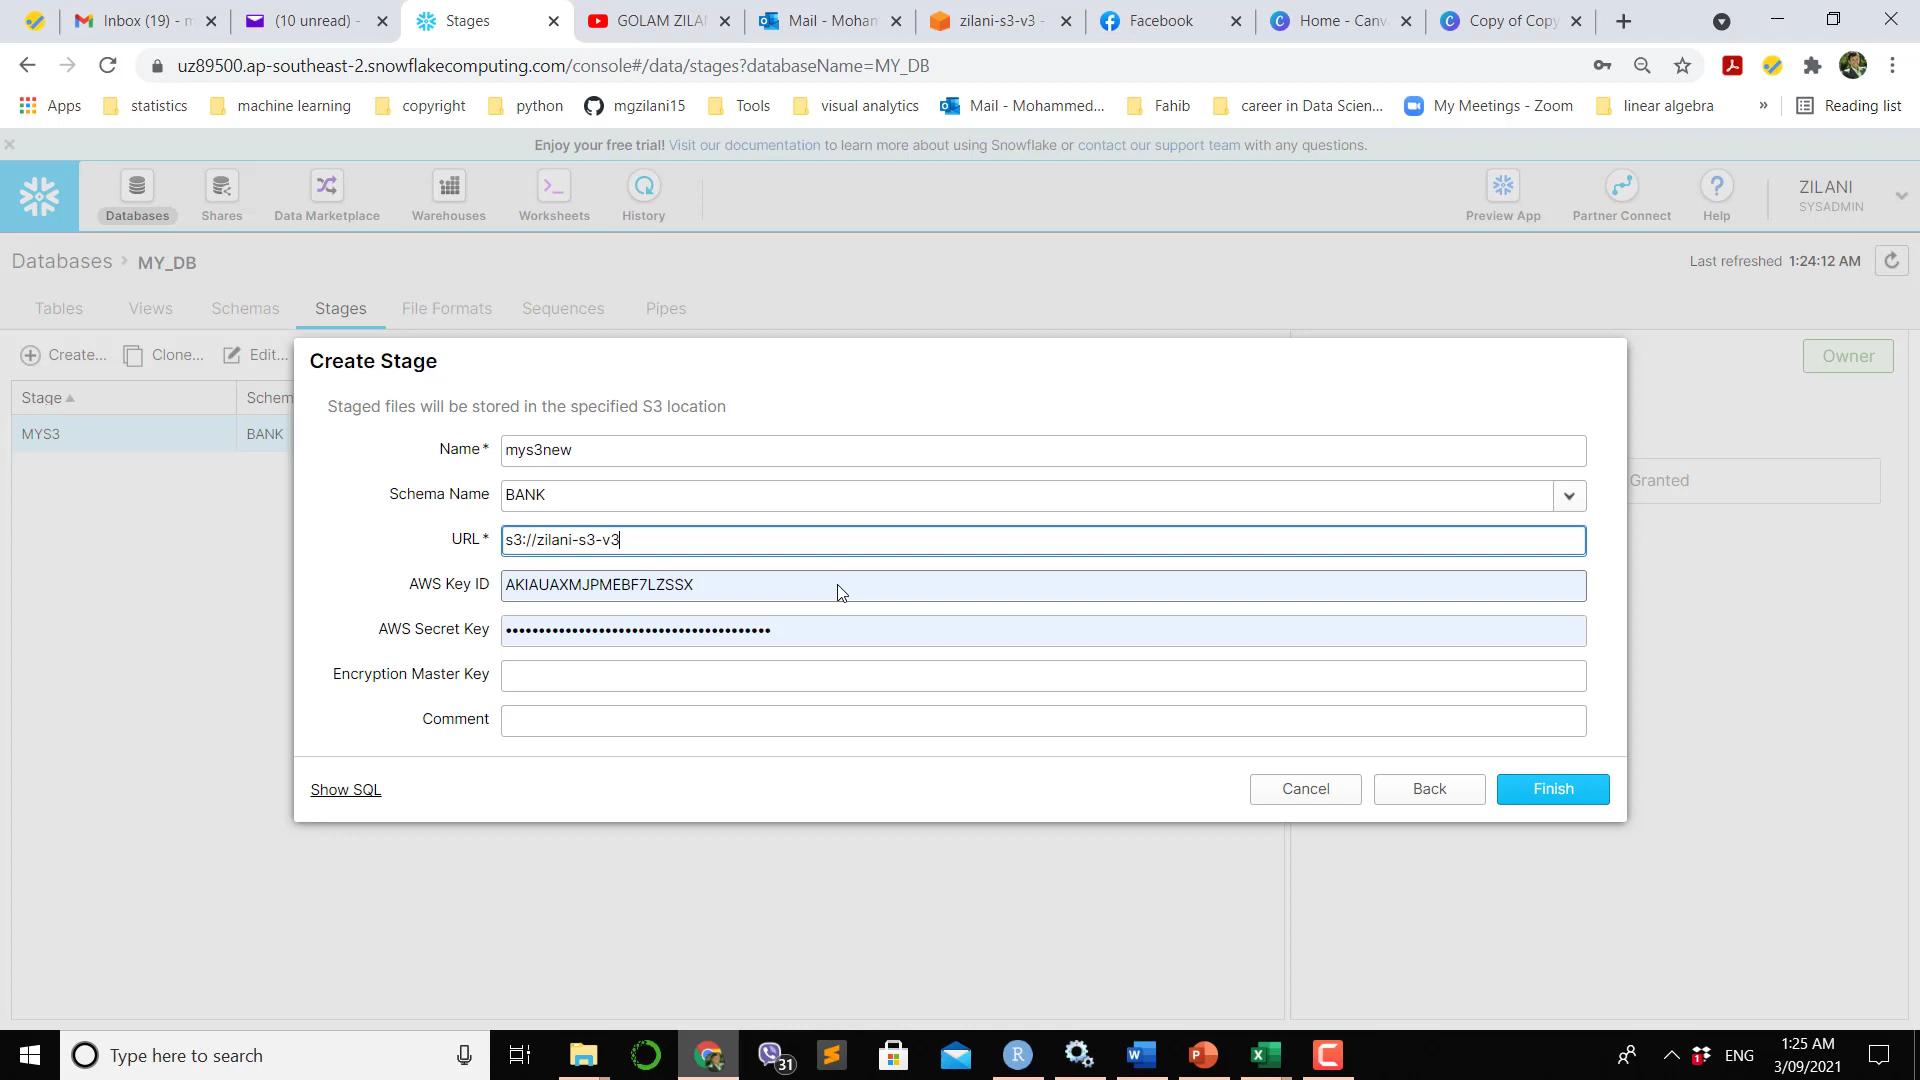 Inbox (19) - m
(10 unread) -
Stages
GOLAM ZILA
Mail - Moham
zilani-s3-v3 -
Facebook
Home - Canv
Copy of Copy
uz89500.ap-southeast-2.snowflakecomputing.com/console#/data/stages?databaseName=MY_DB
Apps
statistics
machine learning
copyright
python
mgzilani15
Tools
visual analytics
Mail - Mohammed...
Fahib
career in Data Scien...
My Meetings - Zoom
linear algebra
»
Reading list
Enjoy your free trial! Visit our documentation to learn more about using Snowflake or contact our support team with any questions.
Databases
Shares
Data Marketplace
Warehouses
Worksheets
History
Preview App
Partner Connect
Help
ZILANI
SYSADMIN
Databases > MY_DB
Last refreshed 1:24:12 AM
Tables
Views
Schemas
Stages
File Formats
Sequences
Pipes
Create...
Clone...
Edit...
Owner
Stage
Schem
MYS3
BANK
Granted
Create Stage
Staged files will be stored in the specified S3 location
Name* mys3new
Schema Name BANK
URL* s3://zilani-s3-v3
AWS Key ID AKIAUAXMJPMEBF7LZSSX
AWS Secret Key ••••••••••••••••••••••••••••••••••••••••
Encryption Master Key
Comment
Show SQL
Cancel
Back
Finish
Type here to search
31
1
ENG
1:25 AM
3/09/2021